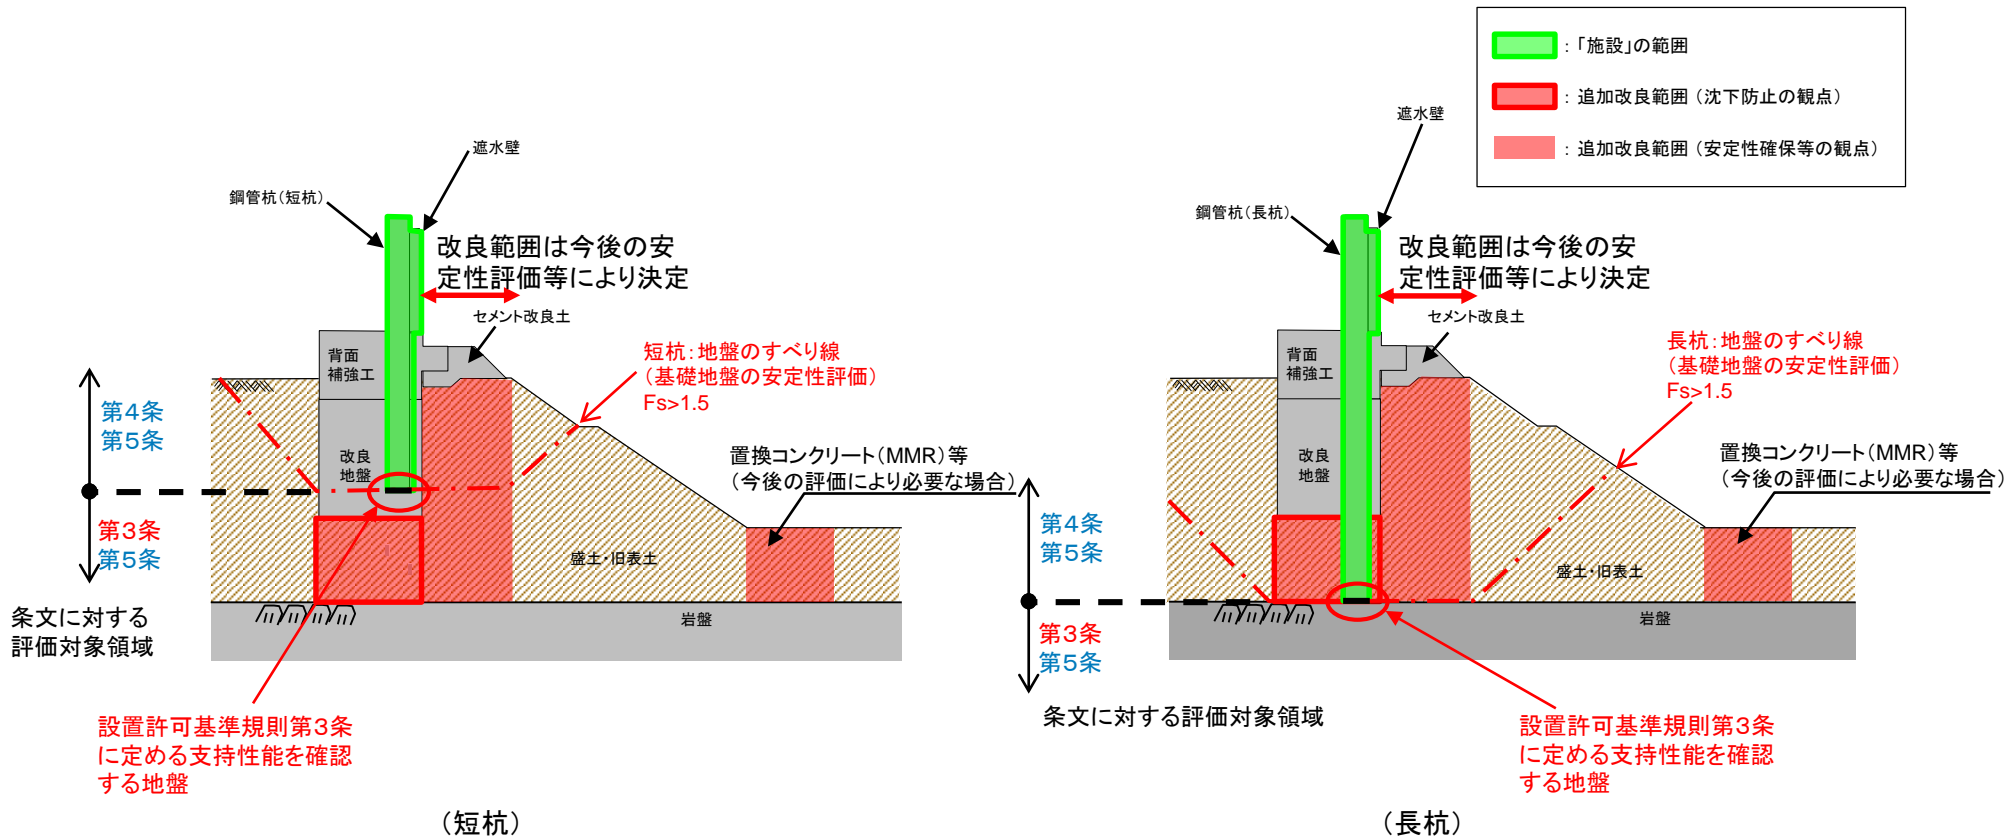 ：「施設」の範囲
：追加改良範囲（沈下防止の観点）
：追加改良範囲（安定性確保等の観点）
遮水壁
鋼管杭（短杭）
改良範囲は今後の安
定性評価等により決定
セメント改良土
背面
補強工
短杭：地盤のすべり線
（基礎地盤の安定性評価）
Fs>1.5
第４条
第５条
改良
地盤
置換コンクリート（MMR）等
（今後の評価により必要な場合）
第３条
第５条
盛土・旧表土
岩盤
条文に対する
評価対象領域
設置許可基準規則第３条
に定める支持性能を確認
する地盤
（短杭）
遮水壁
鋼管杭（長杭）
改良範囲は今後の安
定性評価等により決定
セメント改良土
背面
補強工
長杭：地盤のすべり線
（基礎地盤の安定性評価）
Fs>1.5
改良
地盤
置換コンクリート（MMR）等
（今後の評価により必要な場合）
第４条
第５条
盛土・旧表土
岩盤
第３条
第５条
条文に対する評価対象領域
設置許可基準規則第３条
に定める支持性能を確認
する地盤
（長杭）